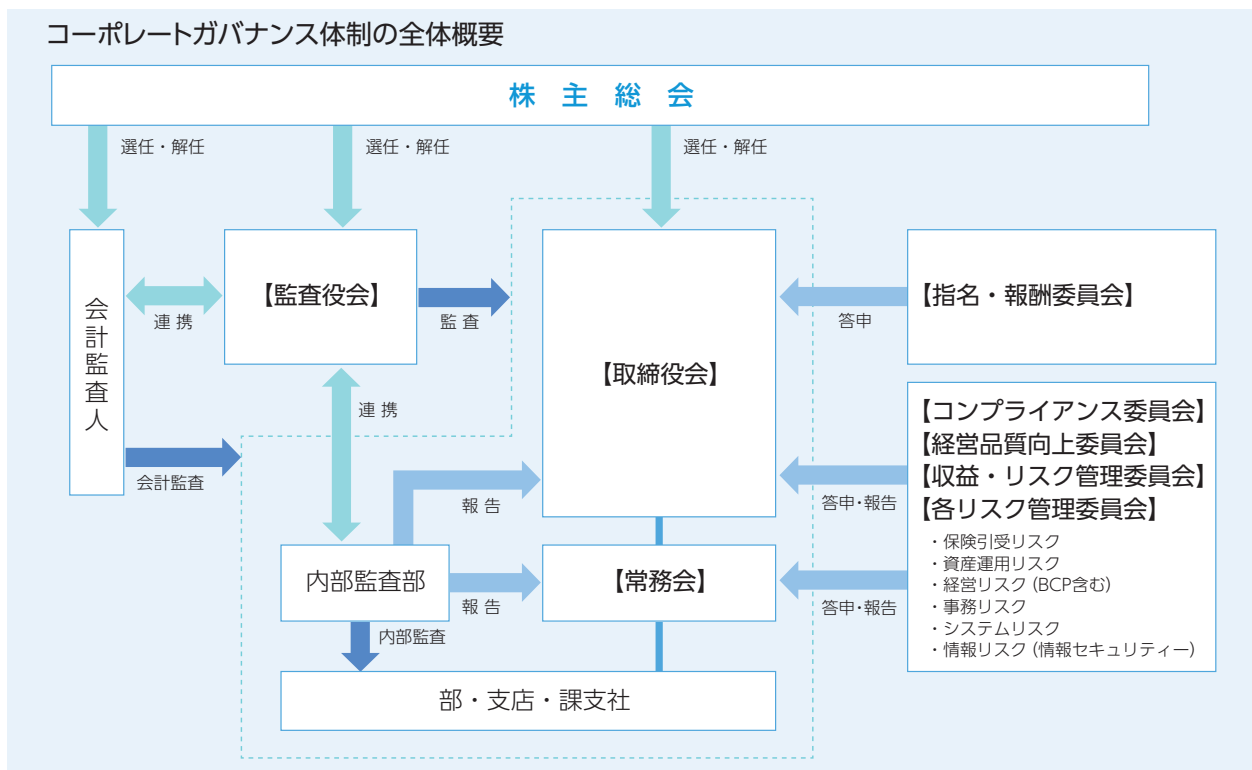 コーポレートガバナンス体制の全体概要
株主総会
選任・解任
選任・解任
選任・解任
会計監査人
連携
【監査役会】
監査
【取締役会】
答申
【指名・報酬委員会】
連携
会計監査
報告
答申・報告
【コンプライアンス委員会】
【経営品質向上委員会】
【収益・リスク管理委員会】
【各リスク管理委員会】
・保険引受リスク
・資産運用リスク
・経営リスク(BCP含む)
・事務リスク
・システムリスク
・情報リスク(情報セキュリティー)
内部監査部
報告
【常務会】
答申・報告
内部監査
部・支店・課支社